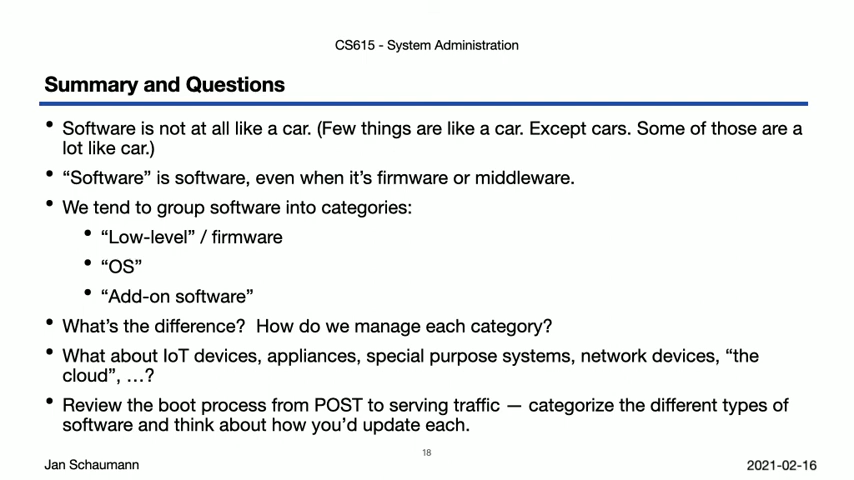 CS615 - System Administration
Summary and Questions
• Software is not at all like a car. (Few things are like a car. Except cars. Some of those are a
lot like car.)
• “Software” is software, even when it’s firmware or middleware.
• We tend to group software into categories:
• “Low-level” / firmware
• “OS”
• “Add-on software”
• What’s the difference?  How do we manage each category?
• What about IoT devices, appliances, special purpose systems, network devices, “the
cloud”, …?
• Review the boot process from POST to serving traffic — categorize the different types of
software and think about how you’d update each.
Jan Schaumann
18
2021-02-16